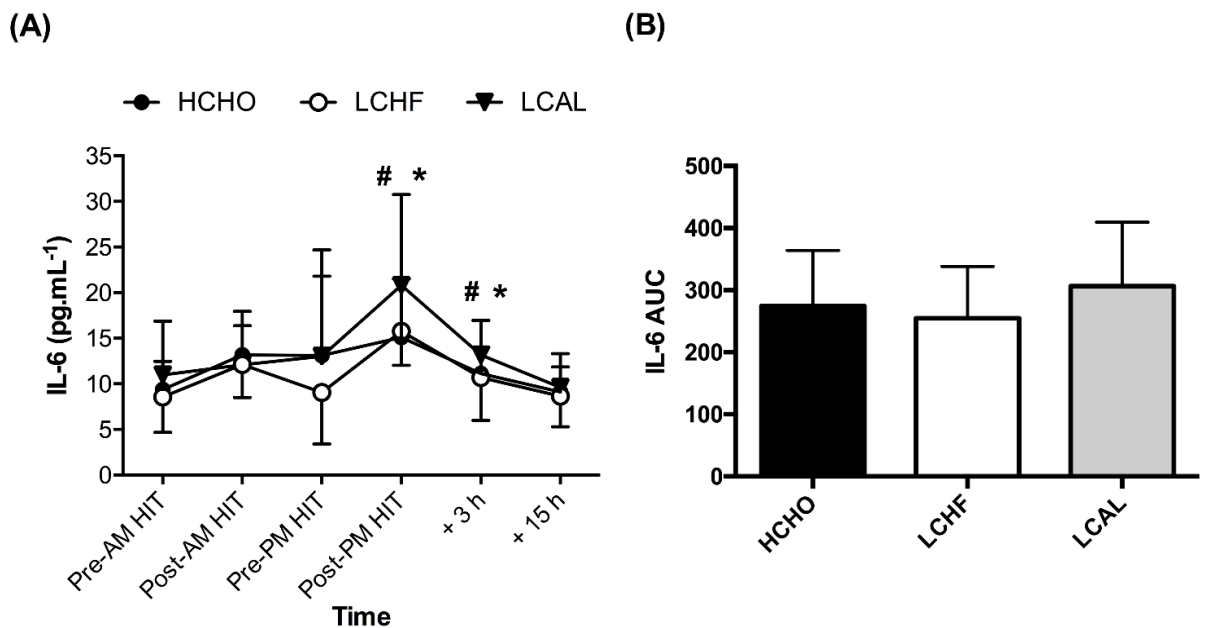 (A)
HCHO LCHF LCAL
35
30
25
20
15
10
5
0
IL-6 (pg.mL⁻¹)
# *
# *
Pre-AM HIT
Post-AM HIT
Pre-PM HIT
Post-PM HIT
+ 3 h
+ 15 h
Time
(B)
500
400
300
200
100
0
IL-6 AUC
HCHO
LCHF
LCAL